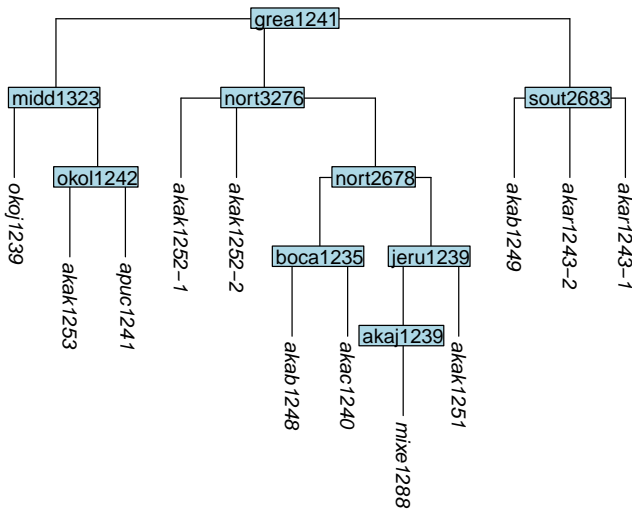 grea1241
midd1323
nort3276
sout2683
okol1242
nort2678
okoj1239
akak1252−1
akak1252−2
akab1249
akar1243−2
akar1243−1
boca1235
jeru1239
akak1253
apuc1241
akaj1239
akab1248
akac1240
akak1251
mixe1288